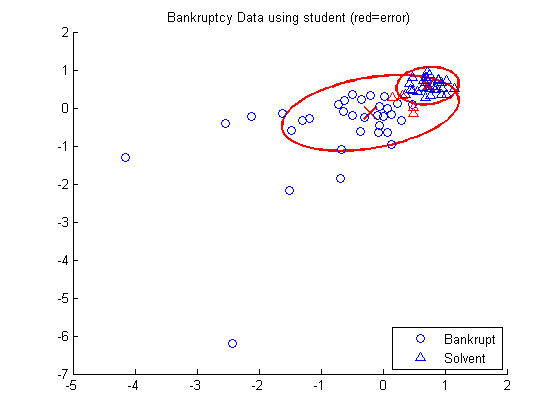 Bankruptcy Data using student (red=error)
2
1
0
-1
-2
-3
-4
-5
-6
-7
-5 -4 -3 -2 -1 0 1 2
Bankrupt
Solvent